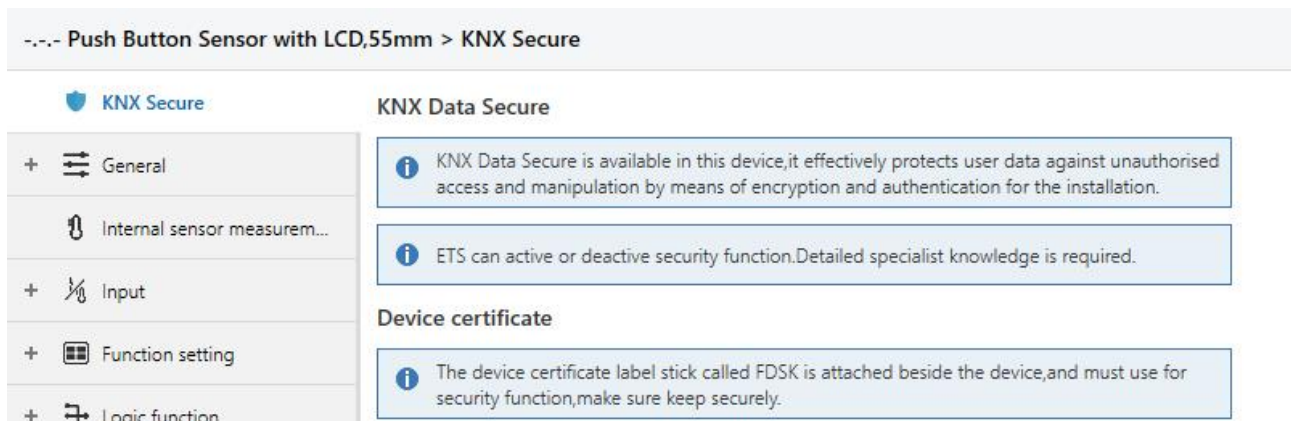 -.-.- Push Button Sensor with LCD,55mm > KNX Secure
KNX Secure
+ General
Internal sensor measurem...
+ Input
+ Function setting
+ Logic function
KNX Data Secure
KNX Data Secure is available in this device,it effectively protects user data against unauthorised
access and manipulation by means of encryption and authentication for the installation.
ETS can active or deactive security function.Detailed specialist knowledge is required.
Device certificate
The device certificate label stick called FDSK is attached beside the device,and must use for
security function,make sure keep securely.